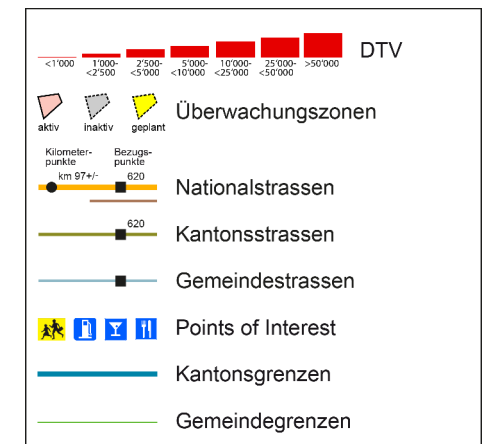 DTV
<1'000 1'000- 2'500- 5'000- 10'000- 25'000- >50'000
<2'500 <5'000 <10'000 <25'000 <50'000
Überwachungszonen
aktiv inaktiv geplant
Kilometer- Bezugs-
punkte punkte
km 97+/- 620
Nationalstrassen
620
Kantonsstrassen
Gemeindestrassen
Points of Interest
Kantonsgrenzen
Gemeindegrenzen